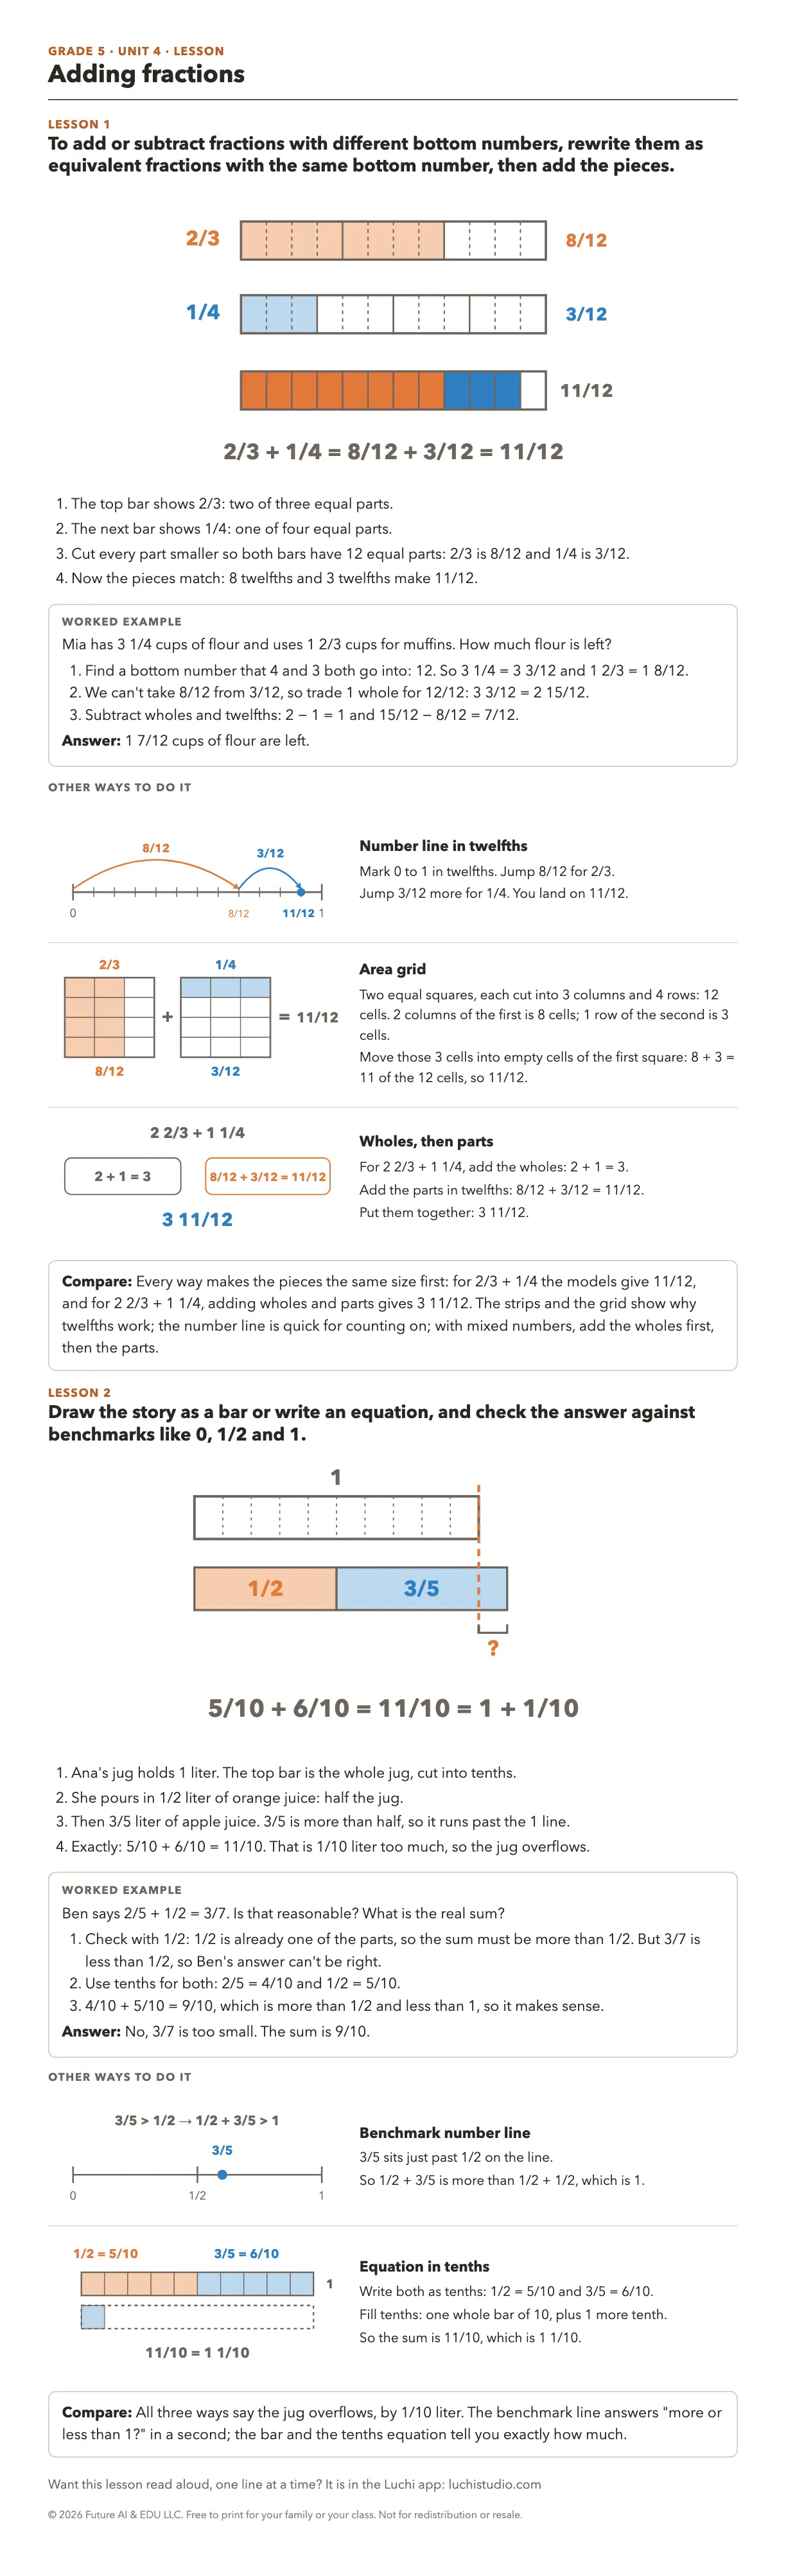 GRADE 5 · UNIT 4 · LESSON
Adding fractions
LESSON 1
To add or subtract fractions with different bottom numbers, rewrite them as
equivalent fractions with the same bottom number, then add the pieces.
2/3
8/12
1/4
3/12
11/12
2/3 + 1/4 = 8/12 + 3/12 = 11/12
1. The top bar shows 2/3: two of three equal parts.
2. The next bar shows 1/4: one of four equal parts.
3. Cut every part smaller so both bars have 12 equal parts: 2/3 is 8/12 and 1/4 is 3/12.
4. Now the pieces match: 8 twelfths and 3 twelfths make 11/12.
WORKED EXAMPLE
Mia has 3 1/4 cups of flour and uses 1 2/3 cups for muffins. How much flour is left?
1. Find a bottom number that 4 and 3 both go into: 12. So 3 1/4 = 3 3/12 and 1 2/3 = 1 8/12.
2. We can't take 8/12 from 3/12, so trade 1 whole for 12/12: 3 3/12 = 2 15/12.
3. Subtract wholes and twelfths: 2 − 1 = 1 and 15/12 − 8/12 = 7/12.
Answer: 1 7/12 cups of flour are left.
OTHER WAYS TO DO IT
8/12
3/12
0
8/12
11/12
1
Number line in twelfths
Mark 0 to 1 in twelfths. Jump 8/12 for 2/3.
Jump 3/12 more for 1/4. You land on 11/12.
2/3
1/4
+
= 11/12
8/12
3/12
Area grid
Two equal squares, each cut into 3 columns and 4 rows: 12
cells. 2 columns of the first is 8 cells; 1 row of the second is 3
cells.
Move those 3 cells into empty cells of the first square: 8 + 3 =
11 of the 12 cells, so 11/12.
2 2/3 + 1 1/4
2 + 1 = 3
8/12 + 3/12 = 11/12
3 11/12
Wholes, then parts
For 2 2/3 + 1 1/4, add the wholes: 2 + 1 = 3.
Add the parts in twelfths: 8/12 + 3/12 = 11/12.
Put them together: 3 11/12.
Compare: Every way makes the pieces the same size first: for 2/3 + 1/4 the models give 11/12,
and for 2 2/3 + 1 1/4, adding wholes and parts gives 3 11/12. The strips and the grid show why
twelfths work; the number line is quick for counting on; with mixed numbers, add the wholes first,
then the parts.
LESSON 2
Draw the story as a bar or write an equation, and check the answer against
benchmarks like 0, 1/2 and 1.
1
1/2
3/5
?
5/10 + 6/10 = 11/10 = 1 + 1/10
1. Ana's jug holds 1 liter. The top bar is the whole jug, cut into tenths.
2. She pours in 1/2 liter of orange juice: half the jug.
3. Then 3/5 liter of apple juice. 3/5 is more than half, so it runs past the 1 line.
4. Exactly: 5/10 + 6/10 = 11/10. That is 1/10 liter too much, so the jug overflows.
WORKED EXAMPLE
Ben says 2/5 + 1/2 = 3/7. Is that reasonable? What is the real sum?
1. Check with 1/2: 1/2 is already one of the parts, so the sum must be more than 1/2. But 3/7 is
less than 1/2, so Ben's answer can't be right.
2. Use tenths for both: 2/5 = 4/10 and 1/2 = 5/10.
3. 4/10 + 5/10 = 9/10, which is more than 1/2 and less than 1, so it makes sense.
Answer: No, 3/7 is too small. The sum is 9/10.
OTHER WAYS TO DO IT
3/5 > 1/2 → 1/2 + 3/5 > 1
3/5
0
1/2
1
Benchmark number line
3/5 sits just past 1/2 on the line.
So 1/2 + 3/5 is more than 1/2 + 1/2, which is 1.
1/2 = 5/10
3/5 = 6/10
1
11/10 = 1 1/10
Equation in tenths
Write both as tenths: 1/2 = 5/10 and 3/5 = 6/10.
Fill tenths: one whole bar of 10, plus 1 more tenth.
So the sum is 11/10, which is 1 1/10.
Compare: All three ways say the jug overflows, by 1/10 liter. The benchmark line answers "more or
less than 1?" in a second; the bar and the tenths equation tell you exactly how much.
Want this lesson read aloud, one line at a time? It is in the Luchi app: luchistudio.com
© 2026 Future AI & EDU LLC. Free to print for your family or your class. Not for redistribution or resale.